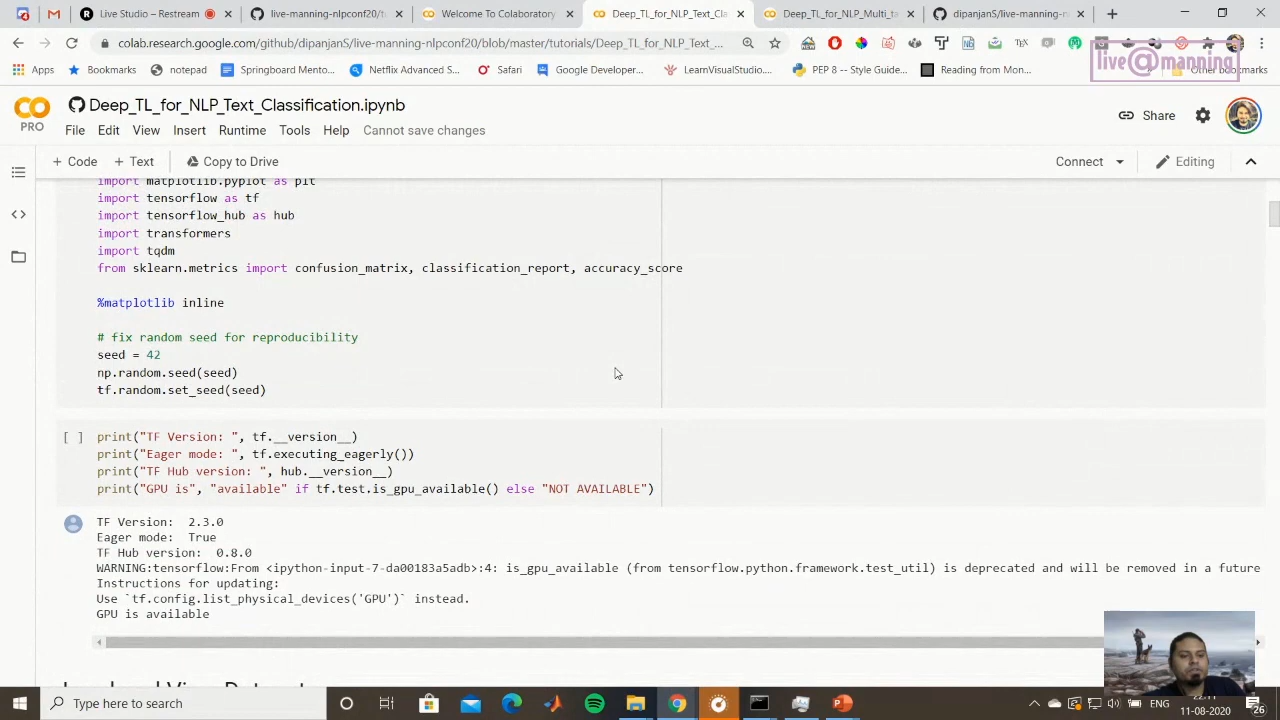 Live Studio - Restream
live-manning-nlpconf20/t
Welcome To Colaboratory
Deep_TL_for_NLP_Text_Cla
Deep_TL_for_NLP_Multi_ta
dipanjanS/live-manning-n
colab.research.google.com/github/dipanjanS/live-manning-nlpconf20/blob/master/tutorials/Deep_TL_for_NLP_Text_...
Apps
Bookmarks
notepad
Springboard Mento...
Netflix Advanced S...
Safari
Google Developer...
LearnVisualStudio....
PEP 8 -- Style Guide...
Reading from Mon...
Other bookmarks
live@manning
Deep_TL_for_NLP_Text_Classification.ipynb
PRO
File Edit View Insert Runtime Tools Help Cannot save changes
Share
+ Code + Text Copy to Drive
Connect
Editing
import matplotlib.pyplot as plt
import tensorflow as tf
import tensorflow_hub as hub
import transformers
import tqdm
from sklearn.metrics import confusion_matrix, classification_report, accuracy_score
%matplotlib inline
# fix random seed for reproducibility
seed = 42
np.random.seed(seed)
tf.random.set_seed(seed)
[ ] print("TF Version: ", tf.__version__)
print("Eager mode: ", tf.executing_eagerly())
print("TF Hub version: ", hub.__version__)
print("GPU is", "available" if tf.test.is_gpu_available() else "NOT AVAILABLE")
TF Version: 2.3.0
Eager mode: True
TF Hub version: 0.8.0
WARNING:tensorflow:From <ipython-input-7-da00183a5adb>:4: is_gpu_available (from tensorflow.python.framework.test_util) is deprecated and will be removed in a future
Instructions for updating:
Use `tf.config.list_physical_devices('GPU')` instead.
GPU is available
Type here to search
ENG
11-08-2020
26